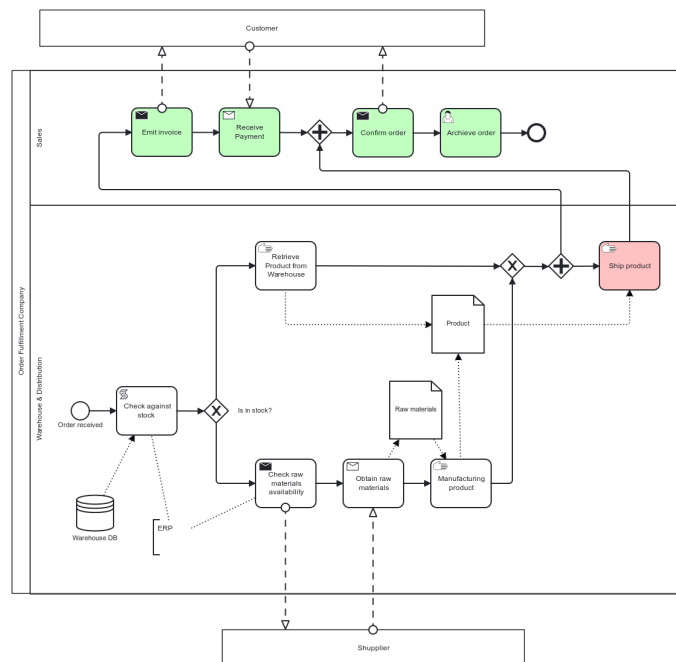 Customer
Order Fulfillment Company
Sales
Emit invoice
Receive
Payment
Confirm order
Archieve order
Warehouse & Distribution
Retrieve
Product from
Warehouse
Ship product
Product
Order received
Check against
stock
Is in stock?
Raw materials
Check raw
materials
availability
Obtain raw
materials
Manufacturing
product
Warehouse DB
ERP
Shupplier